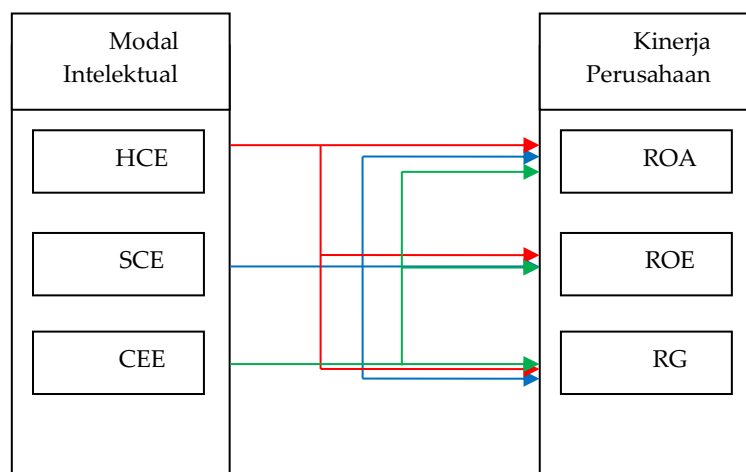 Modal
Intelektual
HCE
SCE
CEE
Kinerja
Perusahaan
ROA
ROE
RG